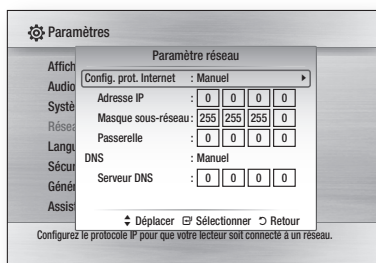 Paramètres
Paramètre réseau
Affich
Config. prot. Internet : Manuel
Audio
Adresse IP : 0 0 0 0
Systè
Masque sous-réseau : 255 255 255 0
Résea
Passerelle : 0 0 0 0
Langu
DNS : Manuel
Sécur
Serveur DNS : 0 0 0 0
Génér
Assis
Déplacer Sélectionner Retour
Configurez le protocole IP pour que votre lecteur soit connecté à un réseau.